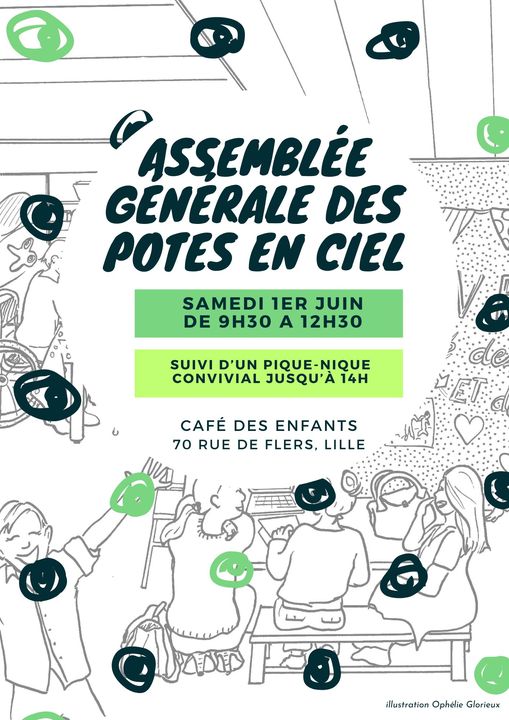 ASSEMBLÉE
GÉNÉRALE DES
POTES EN CIEL
SAMEDI 1ER JUIN
DE 9H30 A 12H30
SUIVI D'UN PIQUE-NIQUE
CONVIVIAL JUSQU'À 14H
CAFÉ DES ENFANTS
70 RUE DE FLERS, LILLE
ET
illustration Ophélie Glorieux